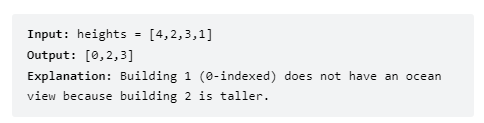 Input: heights = [4,2,3,1]
Output: [0,2,3]
Explanation: Building 1 (0-indexed) does not have an ocean
view because building 2 is taller.